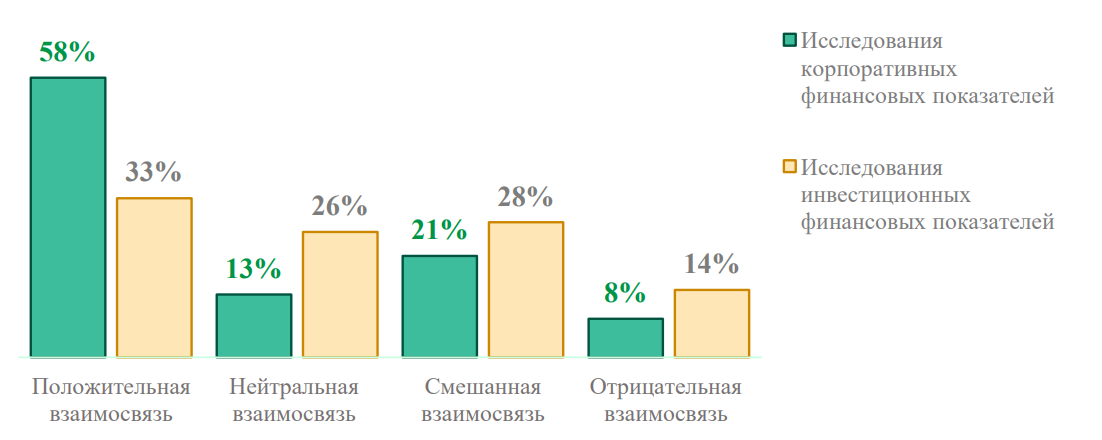 58%
33%
13%
26%
21%
28%
8%
14%
Положительная
взаимосвязь
Нейтральная
взаимосвязь
Смешанная
взаимосвязь
Отрицательная
взаимосвязь
Исследования
корпоративных
финансовых показателей
Исследования
инвестиционных
финансовых показателей